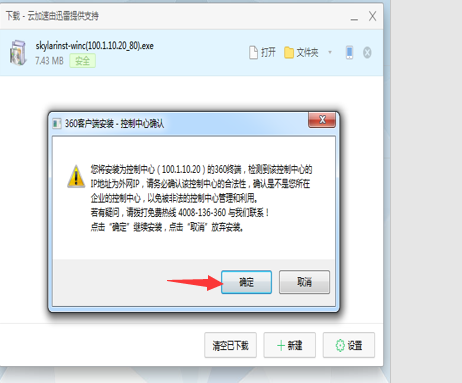 下载 - 云加速由迅雷提供支持
skylarinst-winc(100.1.10.20_80).exe
7.43 MB 安全
打开 文件夹
360客户端安装 - 控制中心确认
您将安装为控制中心（100.1.10.20）的360终端，检测到该控制中心的
IP地址为外网IP，请务必确认该控制中心的合法性，确认是不是您所在
企业的控制中心，以免被非法的控制中心管理和利用。
若有疑问，请拨打免费热线 4008-136-360 与我们联系！
点击“确定”继续安装，点击“取消”放弃安装。
确定 取消
清空已下载 新建 设置